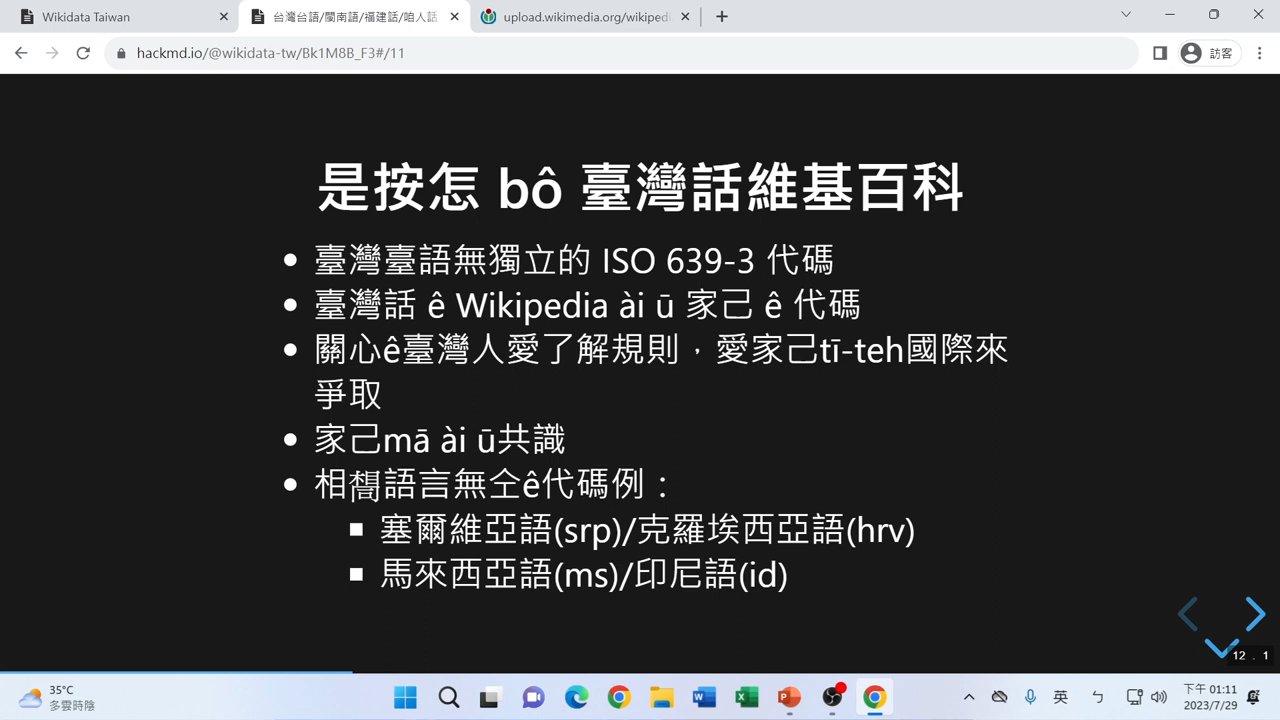 Wikidata Taiwan
台灣台語/閩南語/福建話/咱人話
upload.wikimedia.org/wikiped
hackmd.io/@wikidata-tw/Bk1M8B_F3#/11
訪客
是按怎 bô 臺灣話維基百科
臺灣臺語無獨立的 ISO 639-3 代碼
臺灣話 ê Wikipedia ài ū 家己 ê 代碼
關心ê臺灣人愛了解規則，愛家己tī-teh國際來
爭取
家己mā ài ū共識
相𫝛語言無仝ê代碼例：
塞爾維亞語(srp)/克羅埃西亞語(hrv)
馬來西亞語(ms)/印尼語(id)
12 . 1
35°C
多雲時陰
英
ㄅ
下午 01:11
2023/7/29